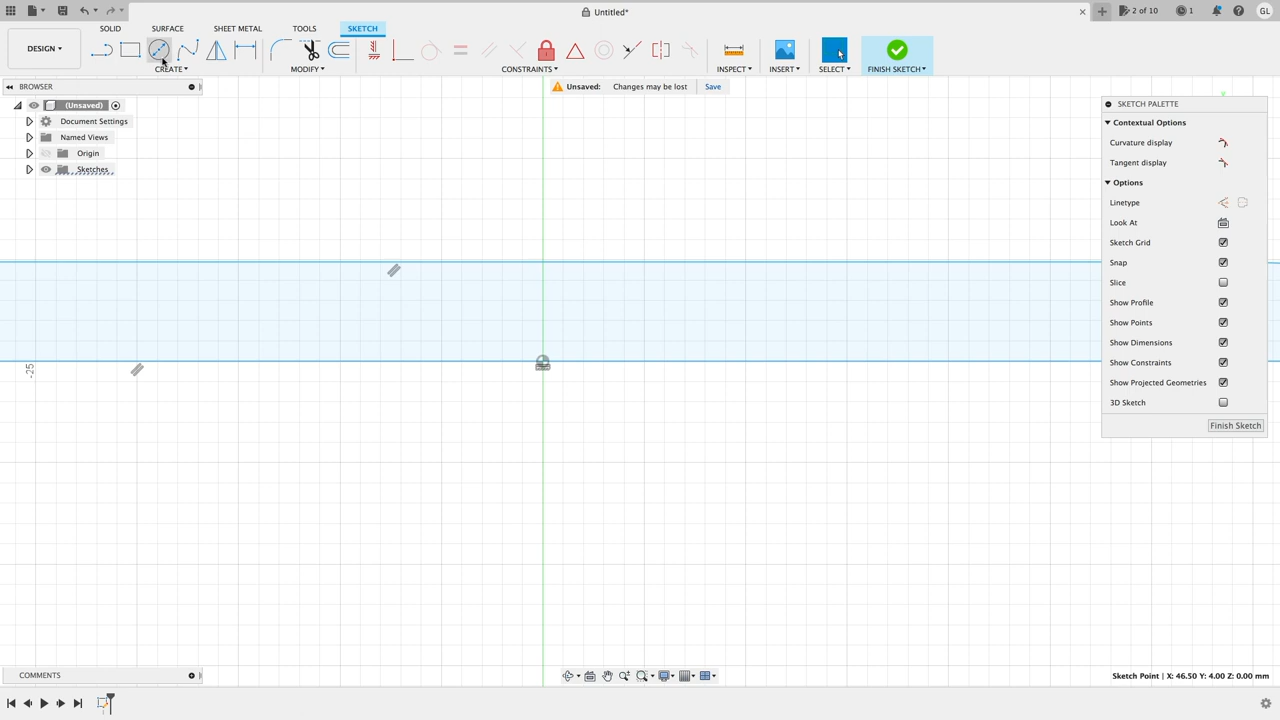 Untitled*
2 of 10
1
GL
SOLID
SURFACE
SHEET METAL
TOOLS
SKETCH
DESIGN
CREATE
MODIFY
CONSTRAINTS
INSPECT
INSERT
SELECT
FINISH SKETCH
BROWSER
Unsaved: Changes may be lost Save
(Unsaved)
Document Settings
Named Views
Origin
Sketches
-25
SKETCH PALETTE
Contextual Options
Curvature display
Tangent display
Options
Linetype
Look At
Sketch Grid
Snap
Slice
Show Profile
Show Points
Show Dimensions
Show Constraints
Show Projected Geometries
3D Sketch
Finish Sketch
COMMENTS
Sketch Point | X: 46.50 Y: 4.00 Z: 0.00 mm